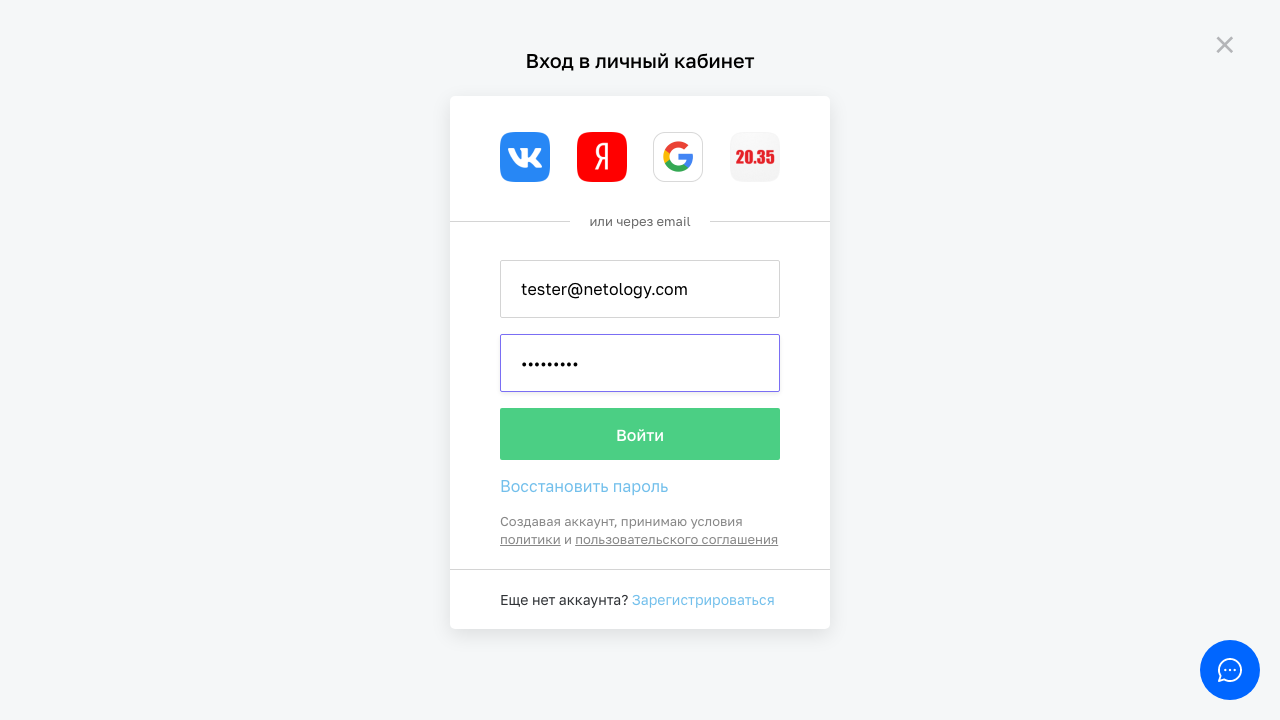 Вход в личный кабинет
20.35
или через email
tester@netology.com
•••••••••
Войти
Восстановить пароль
Создавая аккаунт, принимаю условия
политики и пользовательского соглашения
Еще нет аккаунта? Зарегистрироваться